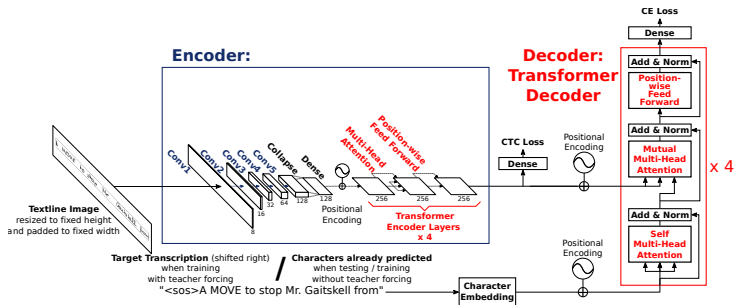 CE Loss
Dense
Encoder:
Decoder:
Transformer
Decoder
Add & Norm
Position-
wise
Feed
Forward
Add & Norm
Mutual
Multi-Head
Attention
x 4
Add & Norm
Self
Multi-Head
Attention
Conv1
Conv2
Conv3
Conv4
Conv5
Collapse
Dense
Multi-Head
Attention
Position-wise
Feed Forward
8
16
32
64
128
128
256
256
256
Positional
Encoding
Transformer
Encoder Layers
x 4
CTC Loss
Dense
Positional
Encoding
Positional
Encoding
Textline Image
resized to fixed height
and padded to fixed width
Target Transcription (shifted right)
when training
with teacher forcing
/
Characters already predicted
when testing / training
without teacher forcing
"<sos>A MOVE to stop Mr. Gaitskell from"
Character
Embedding